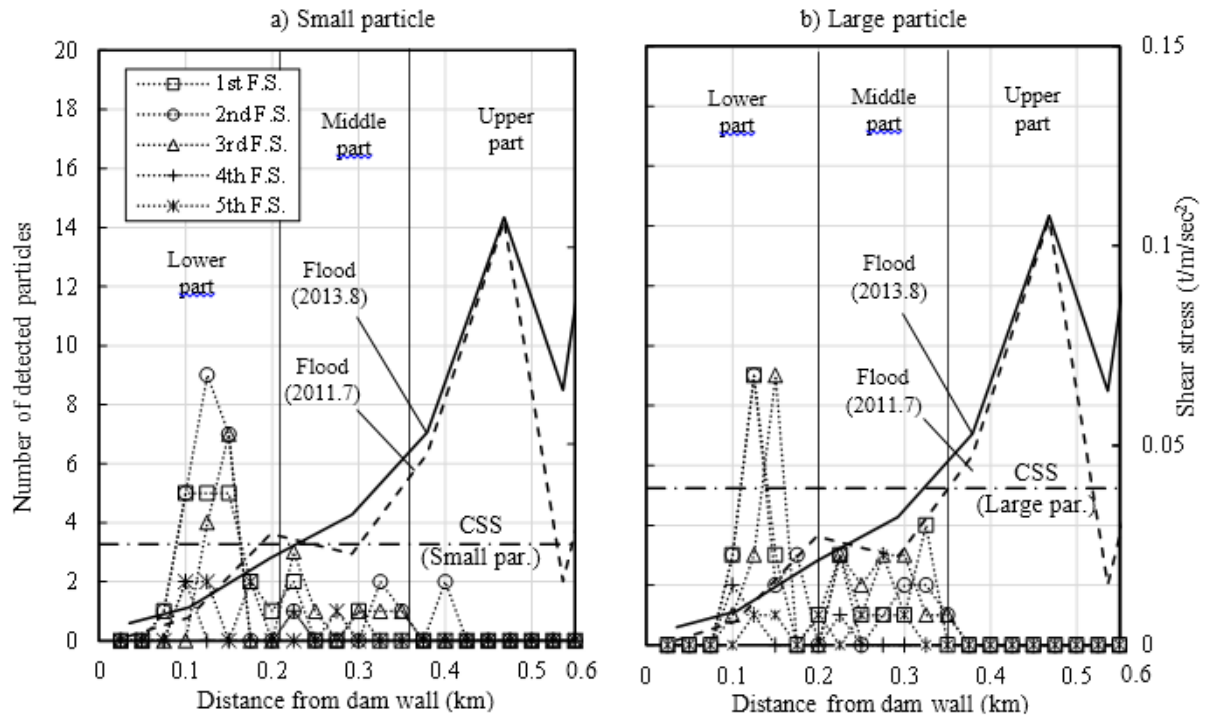 a) Small particle
20
18
16
14
12
10
8
6
4
2
0
Number of detected particles
1st F.S.
2nd F.S.
3rd F.S.
4th F.S.
5th F.S.
Lower
part
Middle
part
Upper
part
Flood
(2013.8)
Flood
(2011.7)
CSS
(Small par.)
0
0.1
0.2
0.3
0.4
0.5
0.6
Distance from dam wall (km)
b) Large particle
Lower
part
Middle
part
Upper
part
Flood
(2013.8)
Flood
(2011.7)
CSS
(Large par.)
0.15
0.1
0.05
0
Shear stress (t/m/sec²)
0
0.1
0.2
0.3
0.4
0.5
0.6
Distance from dam wall (km)